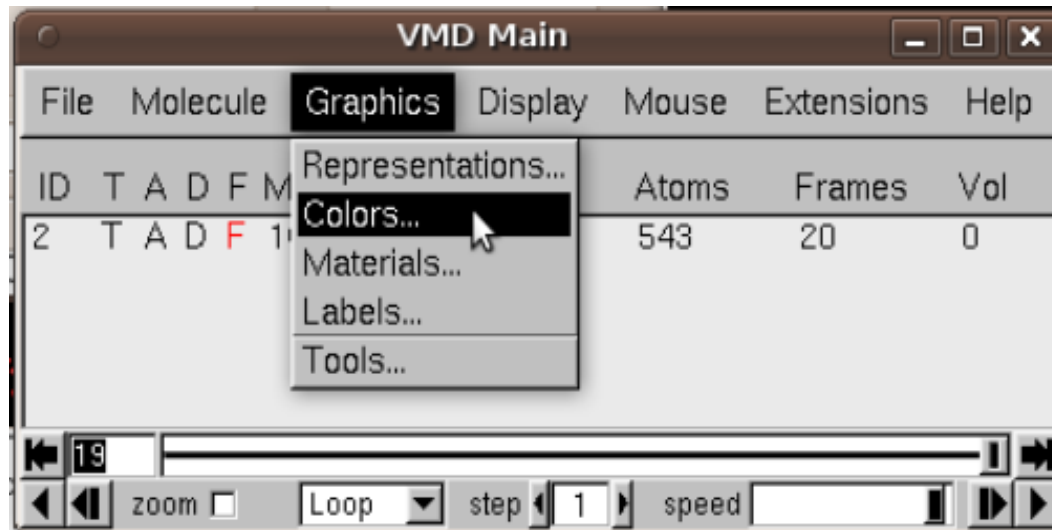 VMD Main
File Molecule Graphics Display Mouse Extensions Help
Representations...
ID T A D F M Atoms Frames Vol
Colors...
2 T A D F 1 543 20 0
Materials...
Labels...
Tools...
19
zoom Loop step 1 speed